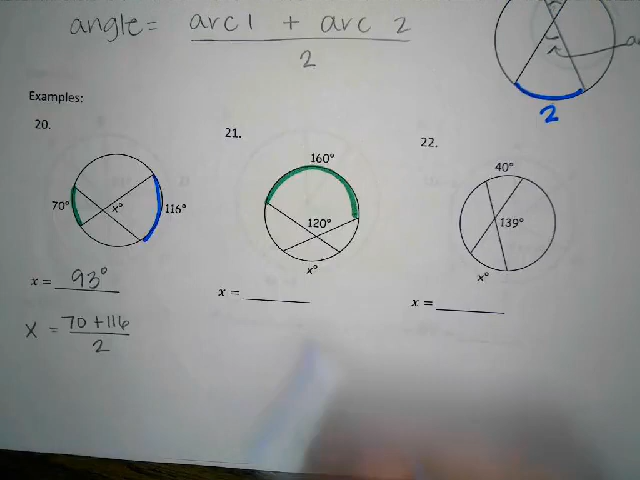 angle = arc 1 + arc 2
2
2
Examples:
20.
21.
22.
160°
40°
70°
x°
116°
120°
139°
x°
x°
x = 93°
x =
x =
X = 70 + 116
2